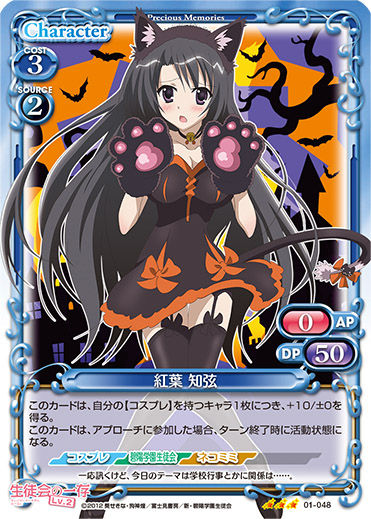 Precious Memories
Character
COST
3
SOURCE
2
0 AP
DP 50
紅葉 知弦
このカードは、自分の【コスプレ】を持つキャラ1枚につき、+10/±0を
得る。
このカードは、アプローチに参加した場合、ターン終了時に活動状態に
なる。
コスプレ 碧陽学園生徒会 ネコミミ
一応訊くけど、今日のテーマは学校行事とかに関係は……。
生徒会の一存
Lv.2
01-048
©2012 葵せきな・狗神煌/富士見書房/新・碧陽学園生徒会